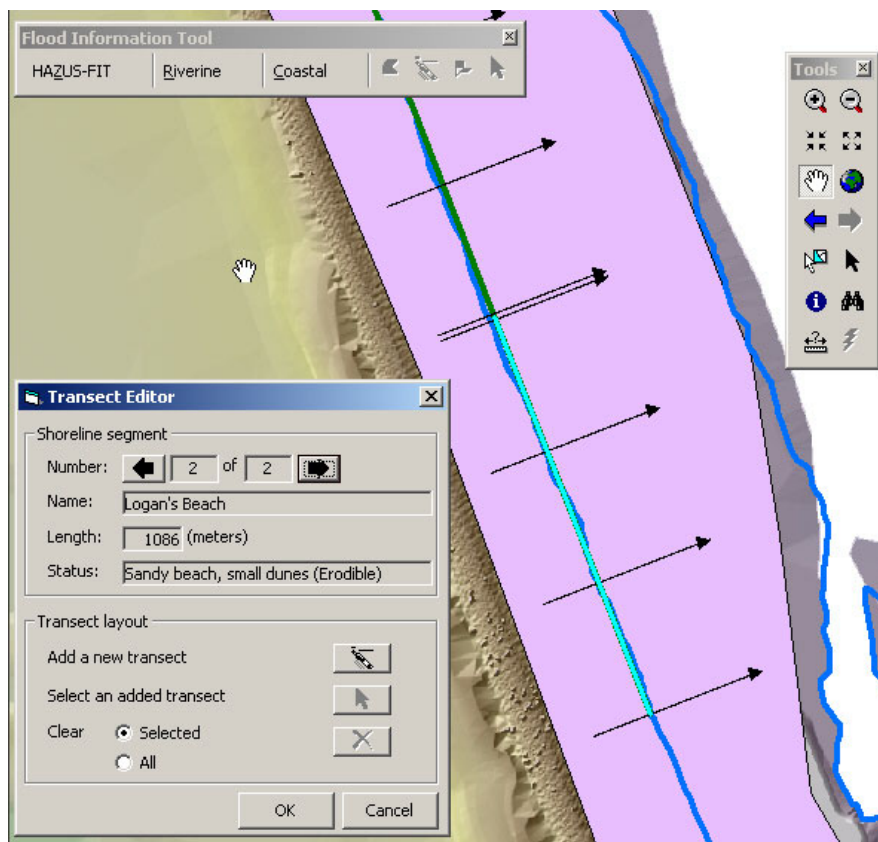 Flood Information Tool
HAZUS-FIT Riverine Coastal
Tools
Transect Editor
Shoreline segment
Number: 2 of 2
Name: Logan's Beach
Length: 1086 (meters)
Status: Sandy beach, small dunes (Erodible)
Transect layout
Add a new transect
Select an added transect
Clear Selected
All
OK Cancel